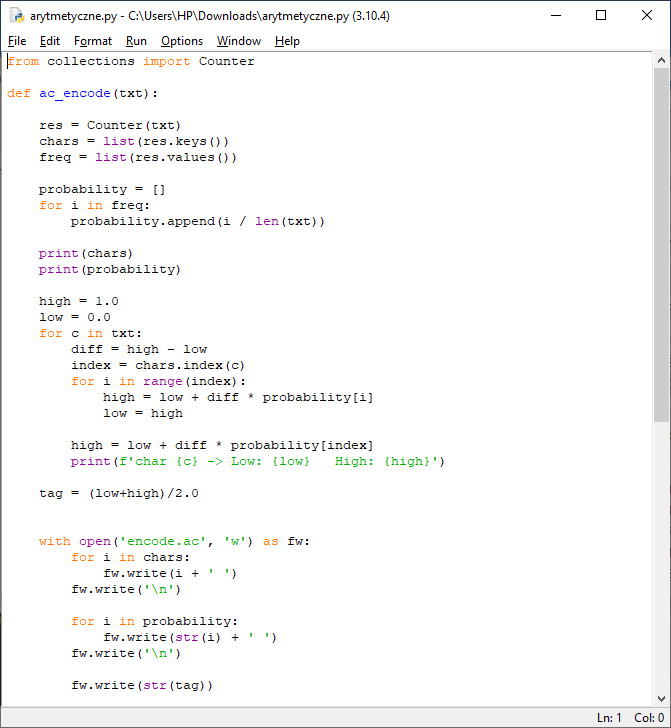 arytmetyczne.py - C:\Users\HP\Downloads\arytmetyczne.py (3.10.4)
File Edit Format Run Options Window Help
from collections import Counter
def ac_encode(txt):
    res = Counter(txt)
    chars = list(res.keys())
    freq = list(res.values())
    probability = []
    for i in freq:
        probability.append(i / len(txt))
    print(chars)
    print(probability)
    high = 1.0
    low = 0.0
    for c in txt:
        diff = high - low
        index = chars.index(c)
        for i in range(index):
            high = low + diff * probability[i]
            low = high
        high = low + diff * probability[index]
        print(f'char {c} -> Low: {low}   High: {high}')
    tag = (low+high)/2.0
    with open('encode.ac', 'w') as fw:
        for i in chars:
            fw.write(i + ' ')
        fw.write('\n')
        for i in probability:
            fw.write(str(i) + ' ')
        fw.write('\n')
        fw.write(str(tag))
Ln: 1 Col: 0